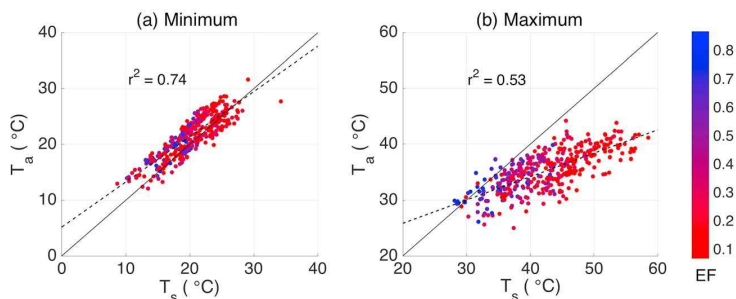 (a) Minimum
(b) Maximum
40
30
20
10
0
T_a (°C)
r² = 0.74
0 10 20 30 40
T_s (°C)
60
50
40
30
20
T_a (°C)
r² = 0.53
20 30 40 50 60
T_s (°C)
0.8
0.7
0.6
0.5
0.4
0.3
0.2
0.1
EF